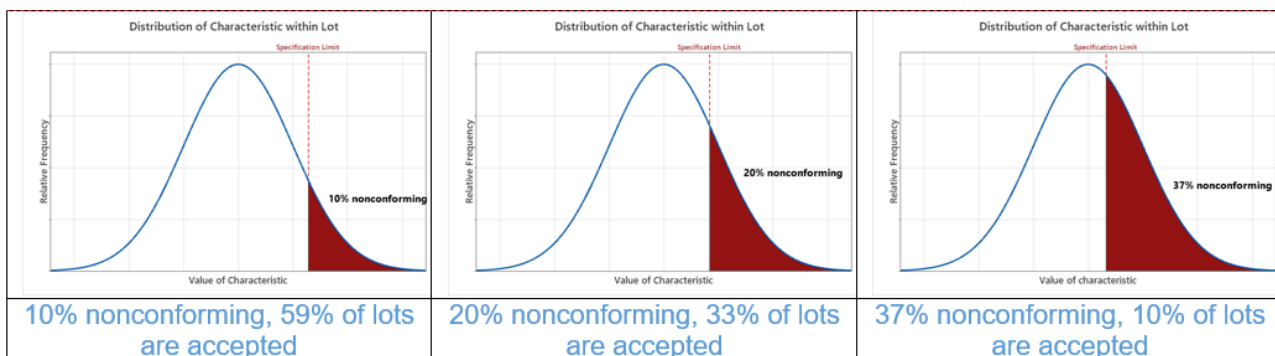 Distribution of Characteristic within Lot
Specification Limit
Relative Frequency
10% nonconforming
Value of Characteristic
10% nonconforming, 59% of lots
are accepted
Distribution of Characteristic within Lot
Specification Limit
Relative Frequency
20% nonconforming
Value of Characteristic
20% nonconforming, 33% of lots
are accepted
Distribution of Characteristic within Lot
Specification Limit
Relative Frequency
37% nonconforming
Value of characteristic
37% nonconforming, 10% of lots
are accepted